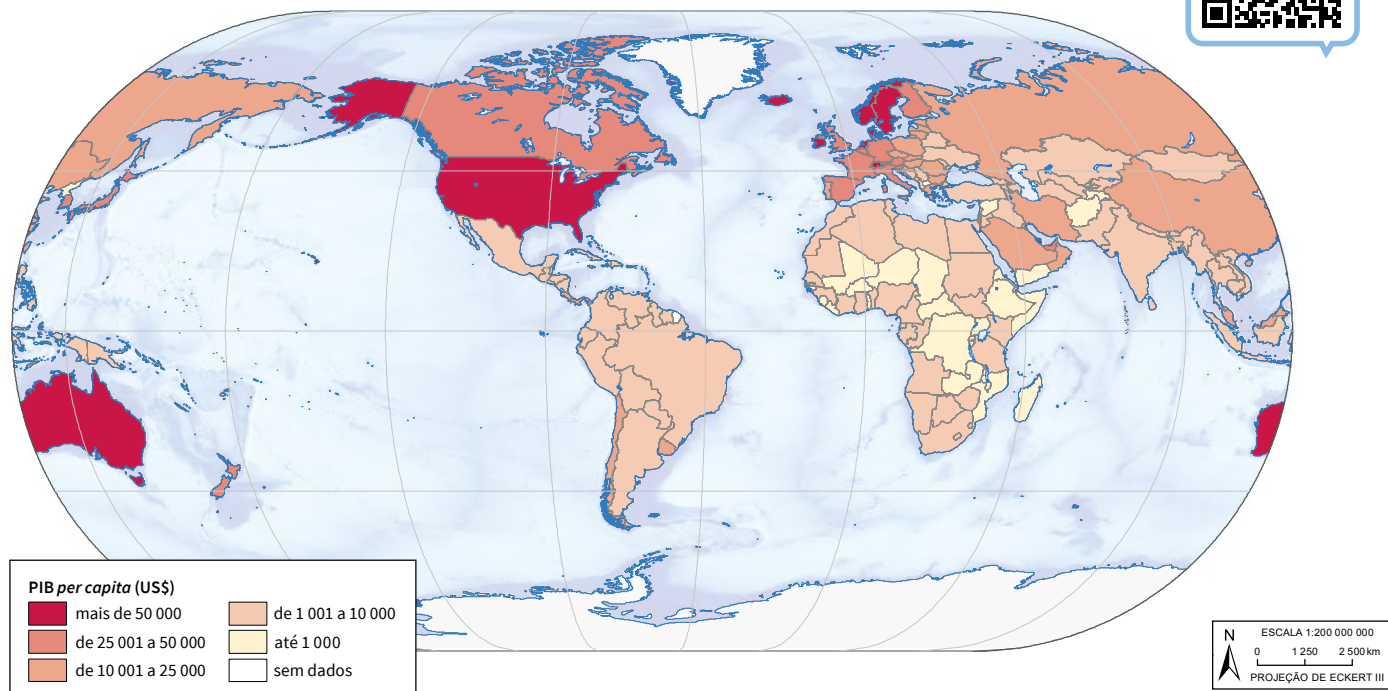 PIB per capita (US$)
mais de 50 000
de 25 001 a 50 000
de 10 001 a 25 000
de 1 001 a 10 000
até 1 000
sem dados
N
ESCALA 1:200 000 000
0 1 250 2 500 km
PROJEÇÃO DE ECKERT III